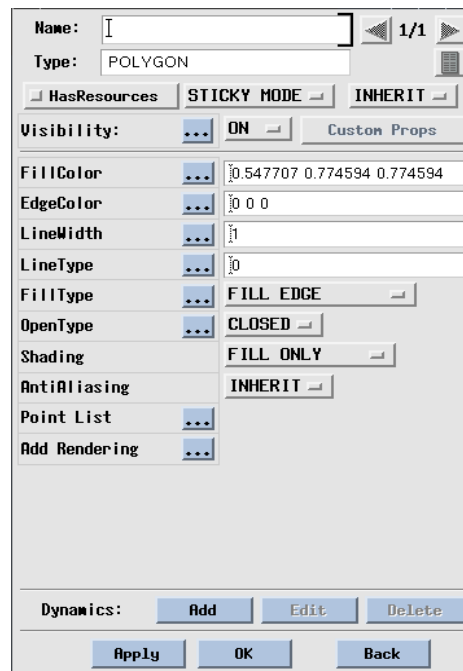 Name:
1/1
Type: POLYGON
HasResources STICKY MODE INHERIT
Visibility: ... ON Custom Props
FillColor ... 0.547707 0.774594 0.774594
EdgeColor ... 0 0 0
LineWidth ... 1
LineType ... 0
FillType ... FILL EDGE
OpenType ... CLOSED
Shading FILL ONLY
AntiAliasing INHERIT
Point List ...
Add Rendering ...
Dynamics: Add Edit Delete
Apply OK Back